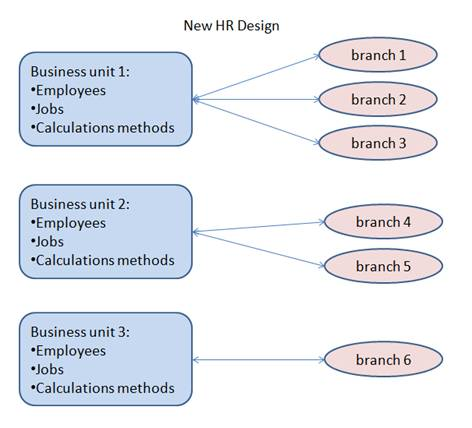 New HR Design
Business unit 1:
•Employees
•Jobs
•Calculations methods
branch 1
branch 2
branch 3
Business unit 2:
•Employees
•Jobs
•Calculations methods
branch 4
branch 5
Business unit 3:
•Employees
•Jobs
•Calculations methods
branch 6